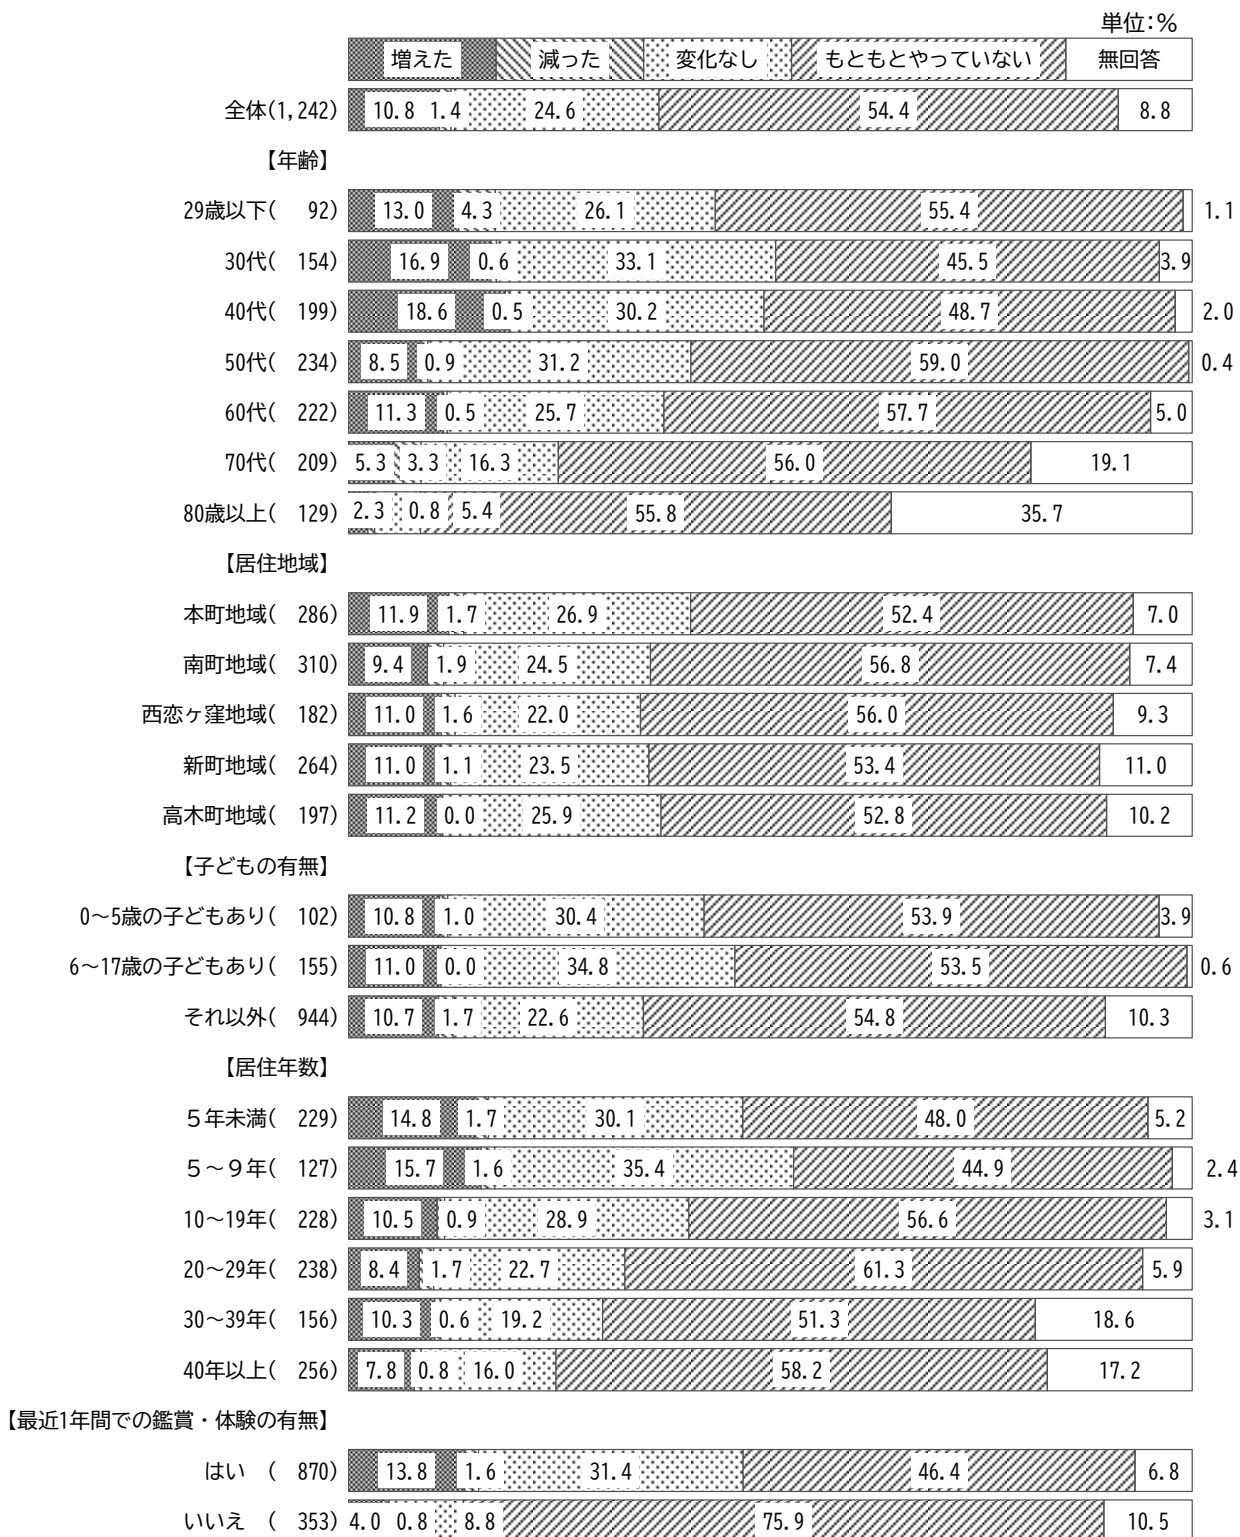 単位：％
増えた 減った 変化なし もともとやっていない 無回答
全体(1,242) 10.8 1.4 24.6 54.4 8.8
【年齢】
29歳以下( 92) 13.0 4.3 26.1 55.4 1.1
30代( 154) 16.9 0.6 33.1 45.5 3.9
40代( 199) 18.6 0.5 30.2 48.7 2.0
50代( 234) 8.5 0.9 31.2 59.0 0.4
60代( 222) 11.3 0.5 25.7 57.7 5.0
70代( 209) 5.3 3.3 16.3 56.0 19.1
80歳以上( 129) 2.3 0.8 5.4 55.8 35.7
【居住地域】
本町地域( 286) 11.9 1.7 26.9 52.4 7.0
南町地域( 310) 9.4 1.9 24.5 56.8 7.4
西恋ヶ窪地域( 182) 11.0 1.6 22.0 56.0 9.3
新町地域( 264) 11.0 1.1 23.5 53.4 11.0
高木町地域( 197) 11.2 0.0 25.9 52.8 10.2
【子どもの有無】
0～5歳の子どもあり( 102) 10.8 1.0 30.4 53.9 3.9
6～17歳の子どもあり( 155) 11.0 0.0 34.8 53.5 0.6
それ以外( 944) 10.7 1.7 22.6 54.8 10.3
【居住年数】
５年未満( 229) 14.8 1.7 30.1 48.0 5.2
５～９年( 127) 15.7 1.6 35.4 44.9 2.4
10～19年( 228) 10.5 0.9 28.9 56.6 3.1
20～29年( 238) 8.4 1.7 22.7 61.3 5.9
30～39年( 156) 10.3 0.6 19.2 51.3 18.6
40年以上( 256) 7.8 0.8 16.0 58.2 17.2
【最近1年間での鑑賞・体験の有無】
はい ( 870) 13.8 1.6 31.4 46.4 6.8
いいえ ( 353) 4.0 0.8 8.8 75.9 10.5